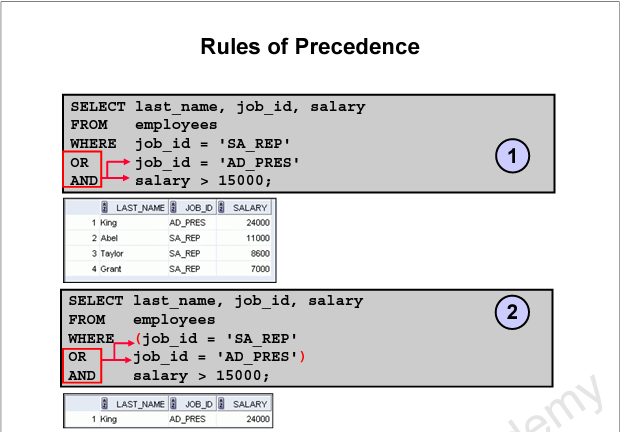 Rules of Precedence
SELECT last_name, job_id, salary
FROM employees
WHERE job_id = 'SA_REP'
OR job_id = 'AD_PRES'
AND salary > 15000;
1
LAST_NAME JOB_ID SALARY
1 King AD_PRES 24000
2 Abel SA_REP 11000
3 Taylor SA_REP 8600
4 Grant SA_REP 7000
SELECT last_name, job_id, salary
FROM employees
WHERE (job_id = 'SA_REP'
OR job_id = 'AD_PRES')
AND salary > 15000;
2
LAST_NAME JOB_ID SALARY
1 King AD_PRES 24000